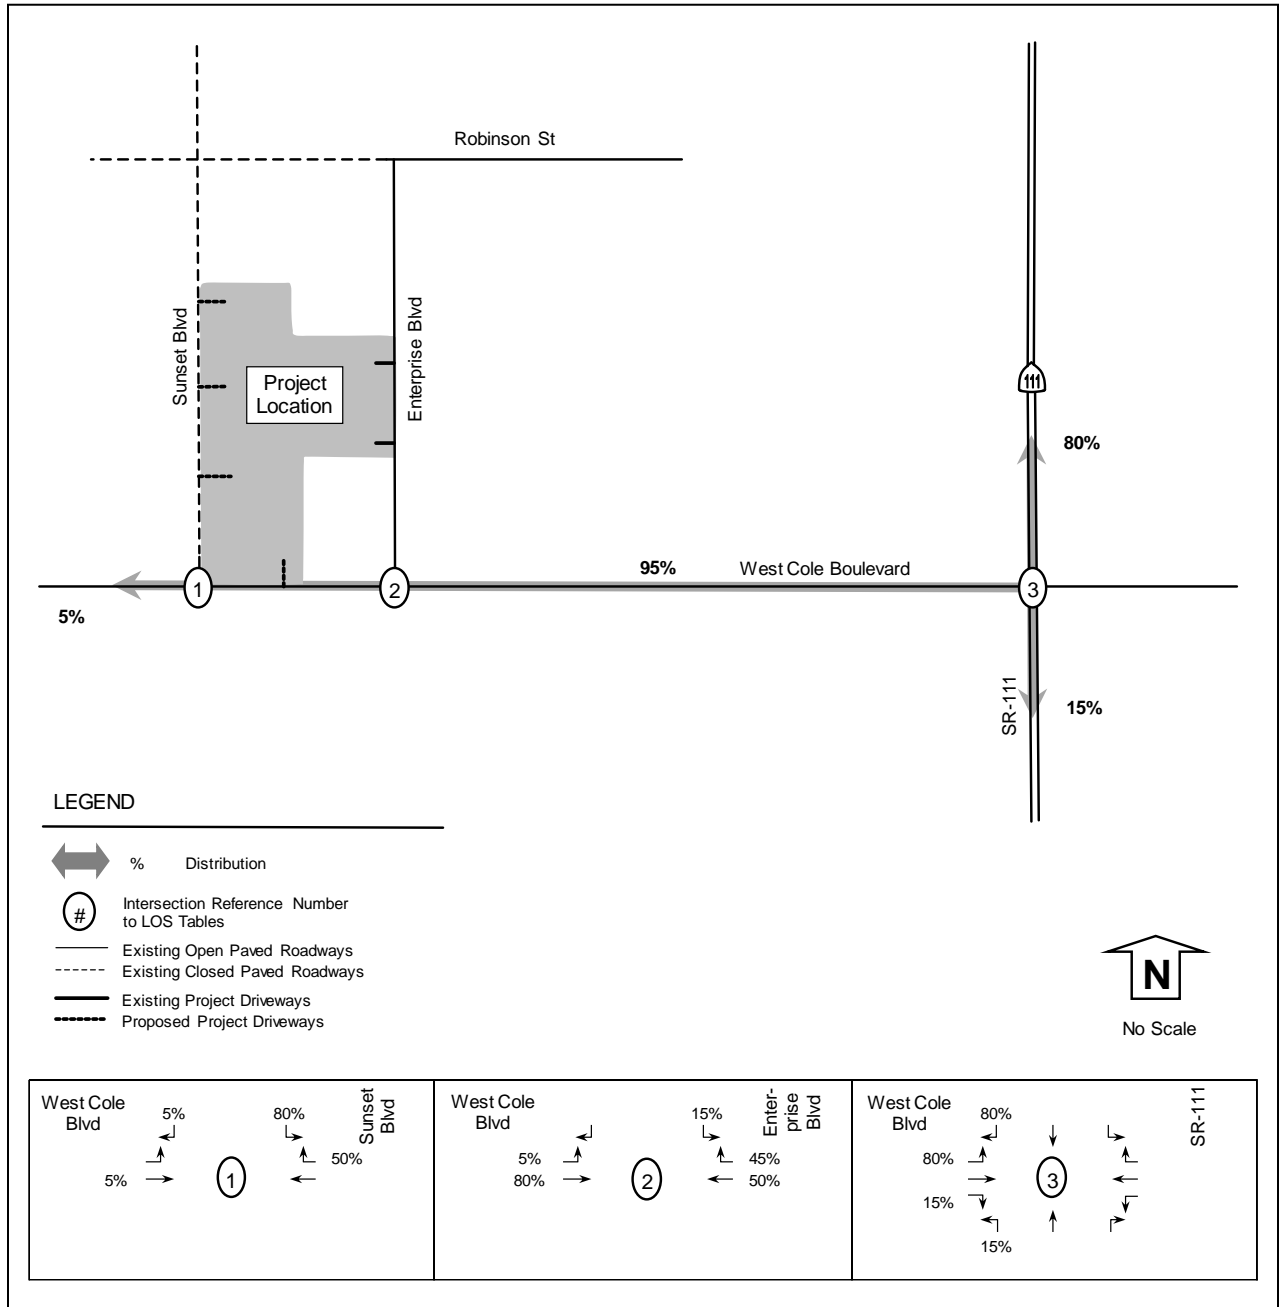 Robinson St
Sunset Blvd
Enterprise Blvd
Project
Location
111
80%
95%
West Cole Boulevard
1
2
3
5%
SR-111
15%
LEGEND
% Distribution
# Intersection Reference Number
to LOS Tables
Existing Open Paved Roadways
Existing Closed Paved Roadways
Existing Project Driveways
Proposed Project Driveways
N
No Scale
West Cole
Blvd
5%
80%
Sunset
Blvd
50%
5%
1
West Cole
Blvd
15%
Enter-
prise
Blvd
5%
45%
80%
50%
2
West Cole
Blvd
80%
SR-111
80%
3
15%
15%